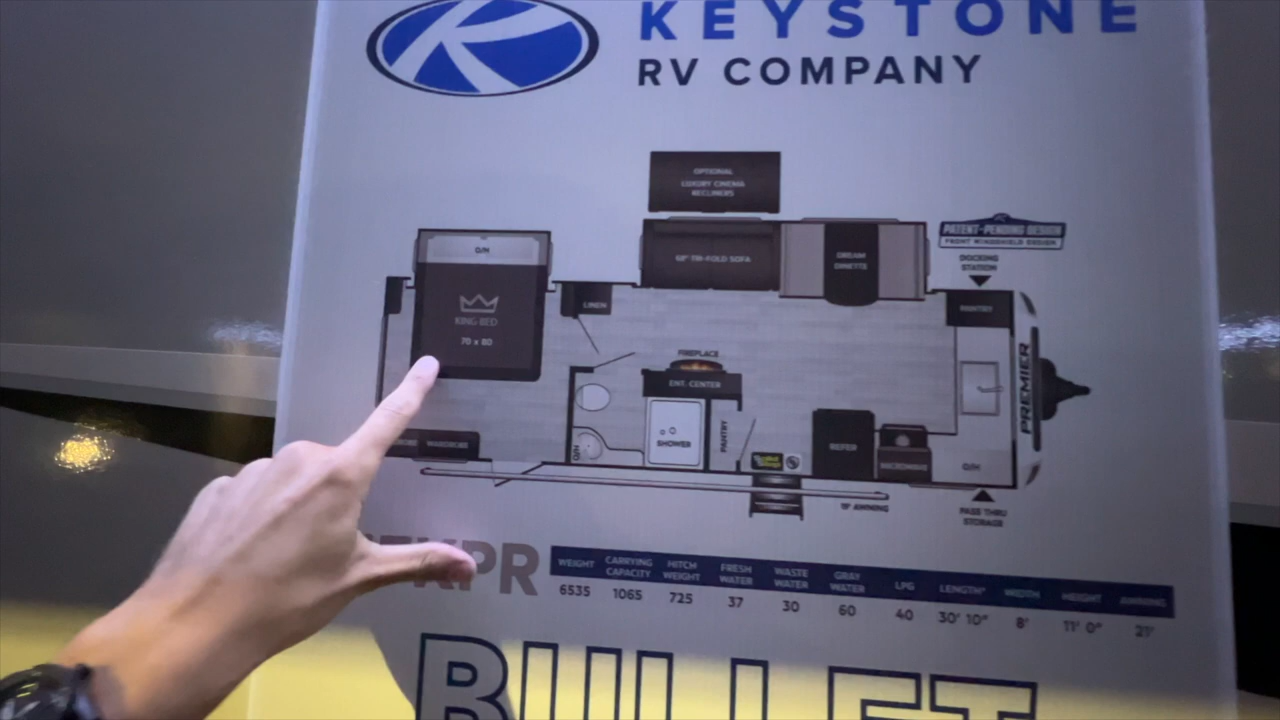 KEYSTONE
RV COMPANY
OPTIONAL
LUXURY CINEMA
RECLINERS
PATENT-PENDING DESIGN
FRONT WINDSHIELD DESIGN
O/H
68" TRI-FOLD SOFA
DREAM
DINETTE
DOCKING
STATION
KING BED
70 x 80
LINEN
PANTRY
FIREPLACE
ENT. CENTER
PREMIER
WARDROBE
O/H
SHOWER
PANTRY
REFER
MICROWAVE
O/H
PASS THRU
STORAGE
AWNING
KPR
WEIGHT
6535
CARRYING
CAPACITY
1065
HITCH
WEIGHT
725
FRESH
WATER
37
WASTE
WATER
30
GRAY
WATER
60
LPG
40
LENGTH*
30' 10"
WIDTH
8'
HEIGHT
11' 0"
AWNING
21'
BULLET